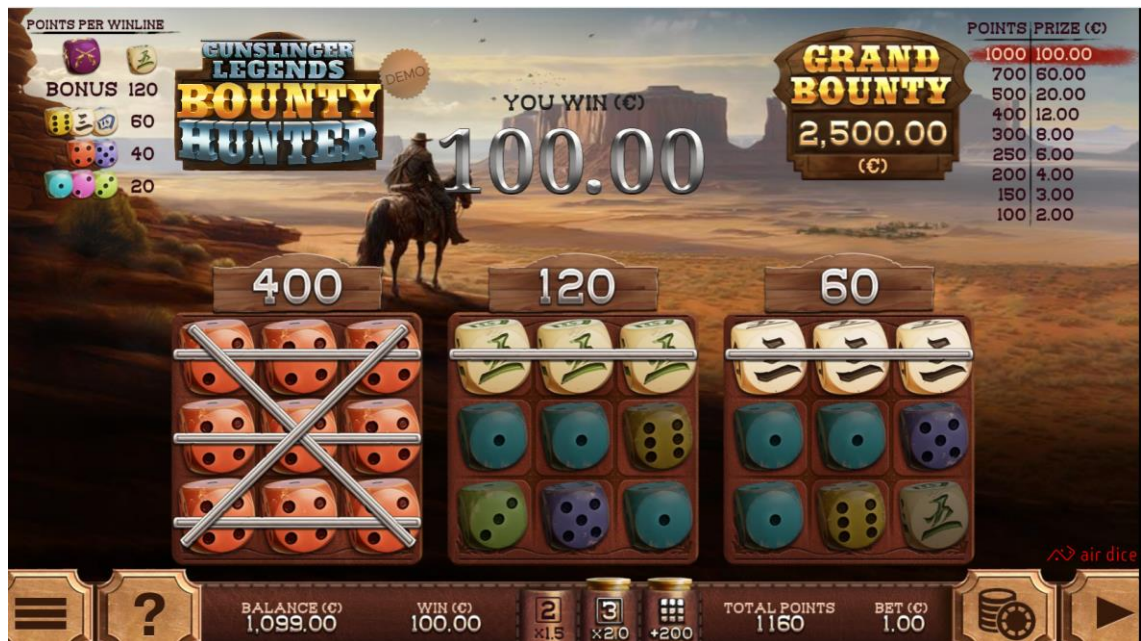 POINTS PER WINLINE
BONUS 120
60
40
20
GUNSLINGER
LEGENDS
BOUNTY
HUNTER
DEMO
YOU WIN (€)
100.00
GRAND
BOUNTY
2,500.00
(€)
POINTS PRIZE (€)
1000 100.00
700 60.00
500 20.00
400 12.00
300 8.00
250 6.00
200 4.00
150 3.00
100 2.00
400
120
60
air dice
?
BALANCE (€)
1,099.00
WIN (€)
100.00
2
x1.5
3
x2.0
+200
TOTAL POINTS
1160
BET (€)
1.00